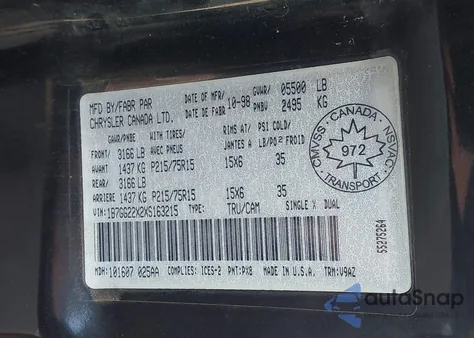 MFD BY/FABR PAR DATE OF MFR/ 10-98 GVWR/ 05500 LB
CHRYSLER CANADA LTD. DATE DE FABR PNBV 2495 KG
GAWR/PNBE WITH TIRES/ RIMS AT/ PSI COLD/
FRONT/ 3166 LB AVEC PNEUS JANTES A LB/PO² FROID
AVANT 1437 KG P215/75R15 15X6 35
REAR/ 3166 LB
ARRIERE/ 1437 KG P215/75R15 15X6 35
VIN: 1B7GG22X2XS163215 TYPE: TRU/CAM SINGLE X DUAL
CMVSS · CANADA · NSVAC
972
TRANSPORT
55275264
MDH: 101607 025AA COMPLIES: ICES-2 PNT: PX8 MADE IN U.S.A. TRM: V9AZ
autoSnap